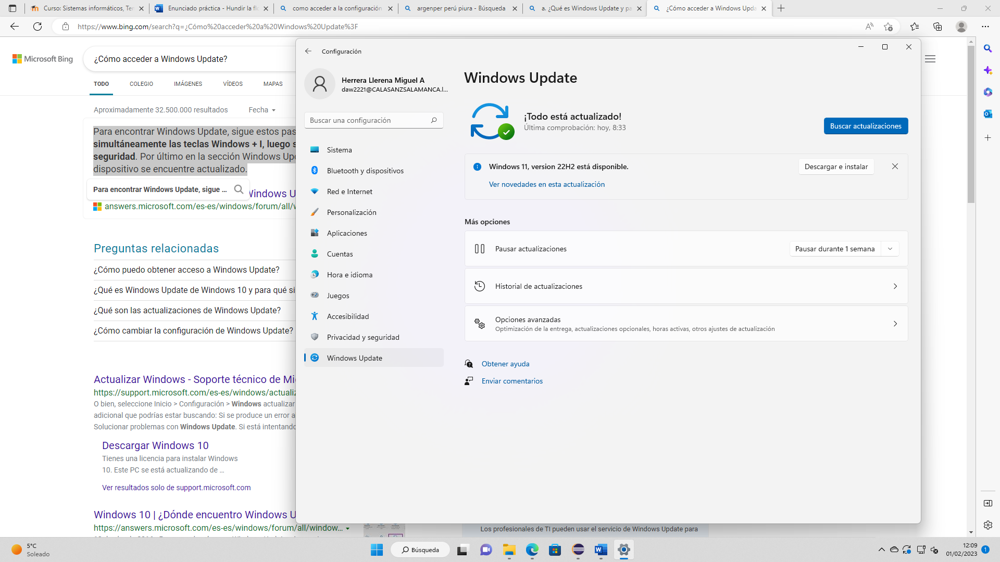 Curso: Sistemas informáticos, Ter
Enunciado práctica - Hundir la flo
como acceder a la configuración
argenper perú piura - Búsqueda
a. ¿Qué es Windows Update y pa
¿Cómo acceder a Windows Upda
https://www.bing.com/search?q=¿Cómo%20acceder%20a%20Windows%20Update%3F
Microsoft Bing
¿Cómo acceder a Windows Update?
TODO
COLEGIO
IMÁGENES
VÍDEOS
MAPAS
Aproximadamente 32.500.000 resultados
Fecha
Para encontrar Windows Update, sigue estos pas
simultáneamente las teclas Windows + I, luego s
seguridad. Por último en la sección Windows Upd
dispositivo se encuentre actualizado.
Para encontrar Windows Update, sigue ...
Windows U
answers.microsoft.com/es-es/windows/forum/all/w
Preguntas relacionadas
¿Cómo puedo obtener acceso a Windows Update?
¿Qué es Windows Update de Windows 10 y para qué si
¿Qué son las actualizaciones de Windows Update?
¿Cómo cambiar la configuración de Windows Update?
Actualizar Windows - Soporte técnico de Mi
https://support.microsoft.com/es-es/windows/actualiz
O bien, seleccione Inicio > Configuración > Windows actualizar
adicional que podrías estar buscando: Si se produce un error a
Solucionar problemas con Windows Update. Si está intentando
Descargar Windows 10
Tienes una licencia para instalar Windows
10. Este PC se está actualizando de ...
Ver resultados solo de support.microsoft.com
Windows 10 | ¿Dónde encuentro Windows U
https://answers.microsoft.com/es-es/windows/forum/all/window...
Los profesionales de TI pueden usar el servicio de Windows Update para
Configuración
Herrera Llerena Miguel A
daw2221@CALASANZSALAMANCA.l...
Buscar una configuración
Sistema
Bluetooth y dispositivos
Red e Internet
Personalización
Aplicaciones
Cuentas
Hora e idioma
Juegos
Accesibilidad
Privacidad y seguridad
Windows Update
Windows Update
¡Todo está actualizado!
Última comprobación: hoy, 8:33
Buscar actualizaciones
Windows 11, version 22H2 está disponible.
Descargar e instalar
Ver novedades en esta actualización
Más opciones
Pausar actualizaciones
Pausar durante 1 semana
Historial de actualizaciones
Opciones avanzadas
Optimización de la entrega, actualizaciones opcionales, horas activas, otros ajustes de actualización
Obtener ayuda
Enviar comentarios
5°C
Soleado
Búsqueda
12:09
01/02/2023
1